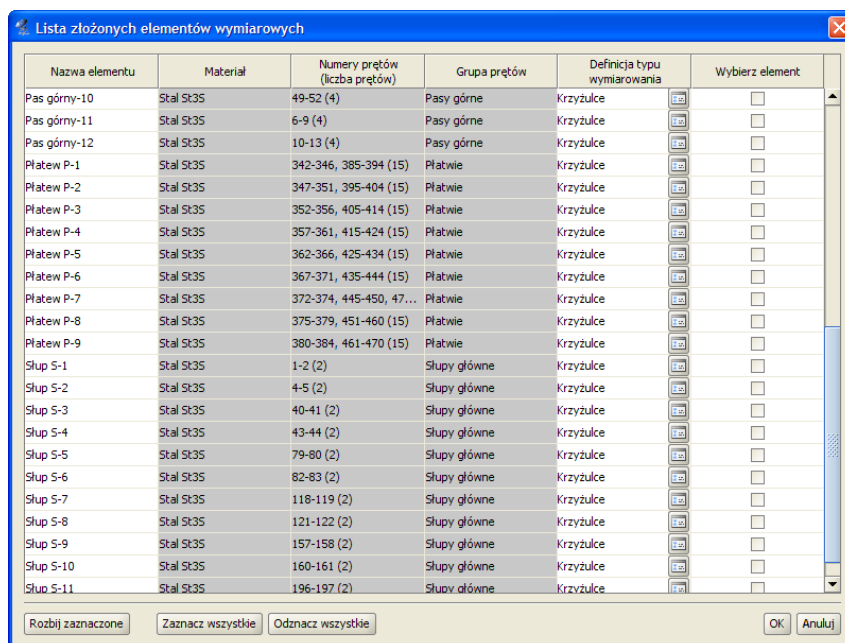 Lista złożonych elementów wymiarowych
Nazwa elementu Materiał Numery prętów (liczba prętów) Grupa prętów Definicja typu wymiarowania Wybierz element
Pas górny-10 Stal St3S 49-52 (4) Pasy górne Krzyżulce
Pas górny-11 Stal St3S 6-9 (4) Pasy górne Krzyżulce
Pas górny-12 Stal St3S 10-13 (4) Pasy górne Krzyżulce
Płatew P-1 Stal St3S 342-346, 385-394 (15) Płatwie Krzyżulce
Płatew P-2 Stal St3S 347-351, 395-404 (15) Płatwie Krzyżulce
Płatew P-3 Stal St3S 352-356, 405-414 (15) Płatwie Krzyżulce
Płatew P-4 Stal St3S 357-361, 415-424 (15) Płatwie Krzyżulce
Płatew P-5 Stal St3S 362-366, 425-434 (15) Płatwie Krzyżulce
Płatew P-6 Stal St3S 367-371, 435-444 (15) Płatwie Krzyżulce
Płatew P-7 Stal St3S 372-374, 445-450, 47... Płatwie Krzyżulce
Płatew P-8 Stal St3S 375-379, 451-460 (15) Płatwie Krzyżulce
Płatew P-9 Stal St3S 380-384, 461-470 (15) Płatwie Krzyżulce
Słup S-1 Stal St3S 1-2 (2) Słupy główne Krzyżulce
Słup S-2 Stal St3S 4-5 (2) Słupy główne Krzyżulce
Słup S-3 Stal St3S 40-41 (2) Słupy główne Krzyżulce
Słup S-4 Stal St3S 43-44 (2) Słupy główne Krzyżulce
Słup S-5 Stal St3S 79-80 (2) Słupy główne Krzyżulce
Słup S-6 Stal St3S 82-83 (2) Słupy główne Krzyżulce
Słup S-7 Stal St3S 118-119 (2) Słupy główne Krzyżulce
Słup S-8 Stal St3S 121-122 (2) Słupy główne Krzyżulce
Słup S-9 Stal St3S 157-158 (2) Słupy główne Krzyżulce
Słup S-10 Stal St3S 160-161 (2) Słupy główne Krzyżulce
Słup S-11 Stal St3S 196-197 (2) Słupy główne Krzyżulce
Rozbij zaznaczone Zaznacz wszystkie Odznacz wszystkie OK Anuluj